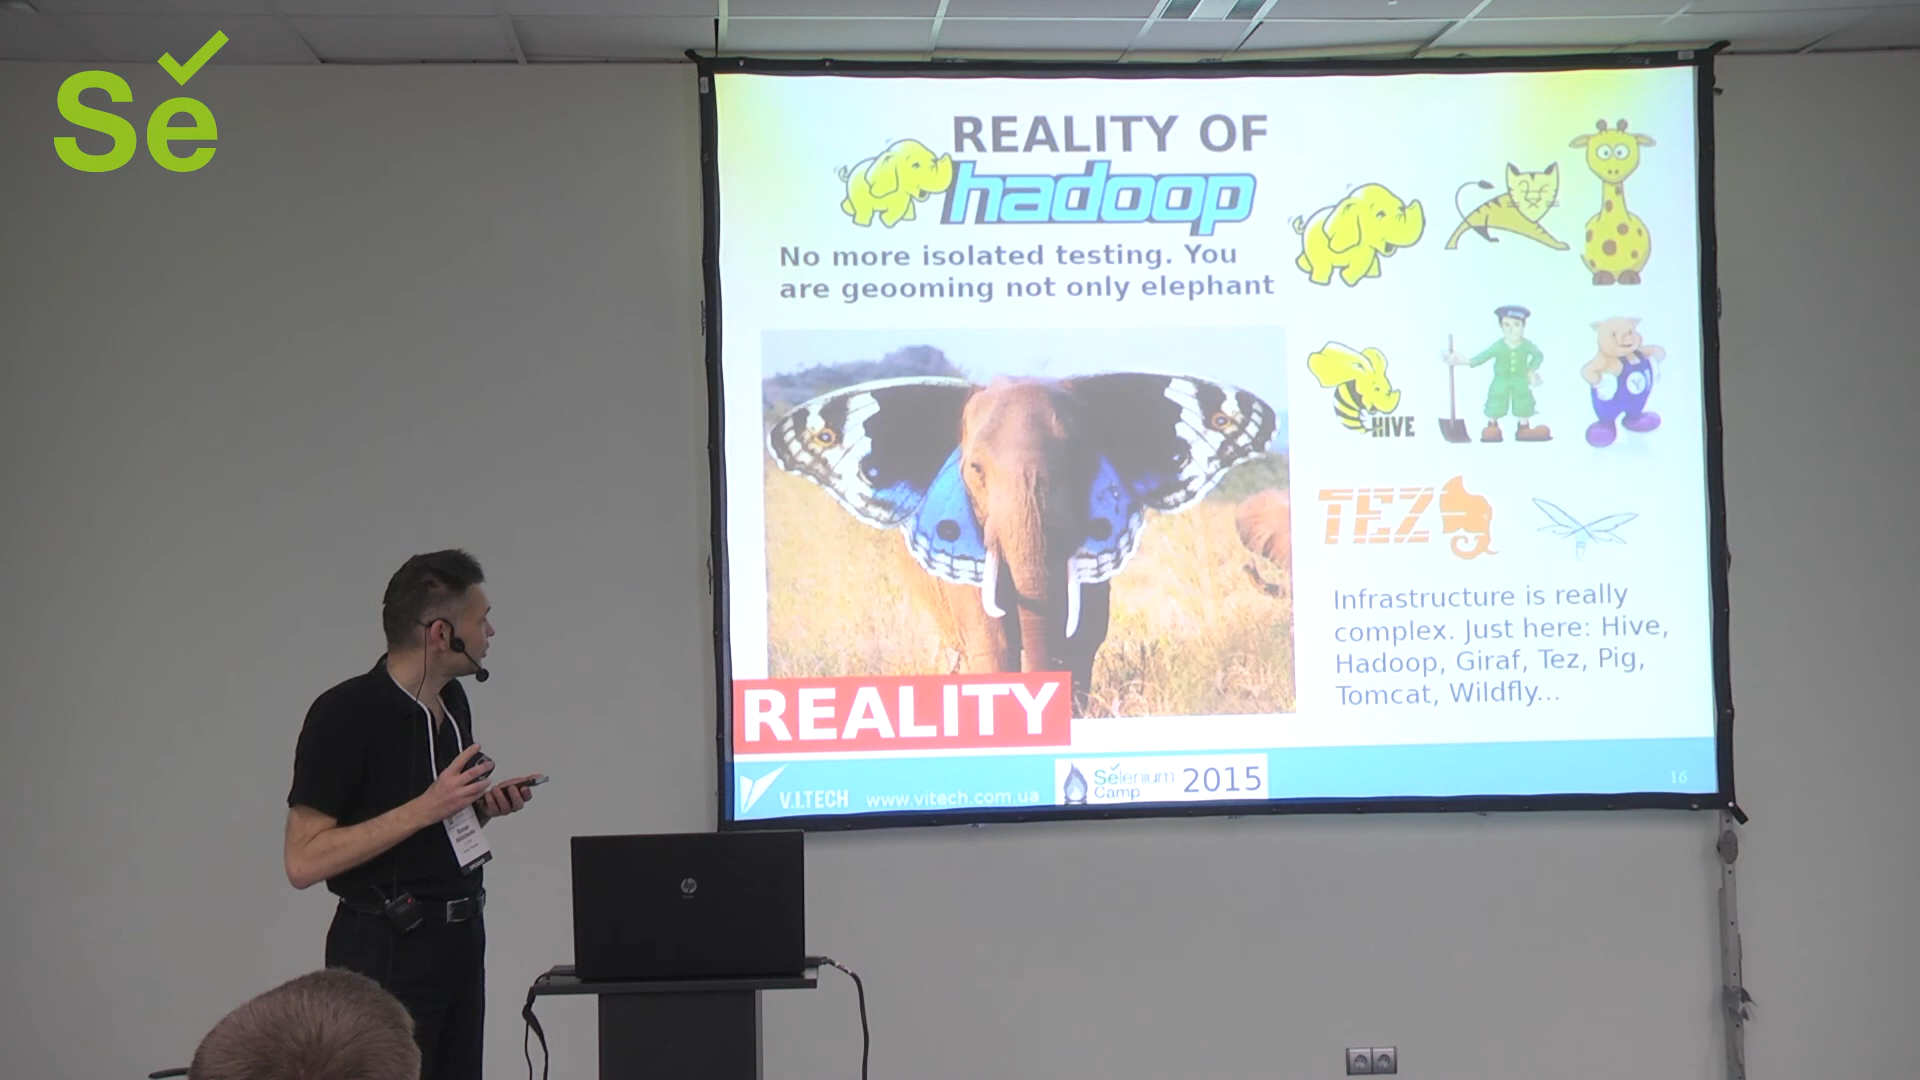 Se
REALITY OF
hadoop
No more isolated testing. You
are geooming not only elephant
HIVE
TEZ
Infrastructure is really
complex. Just here: Hive,
Hadoop, Giraf, Tez, Pig,
Tomcat, Wildfly...
REALITY
V.I.TECH
www.vitech.com.ua
Selenium
Camp
2015
16
hp